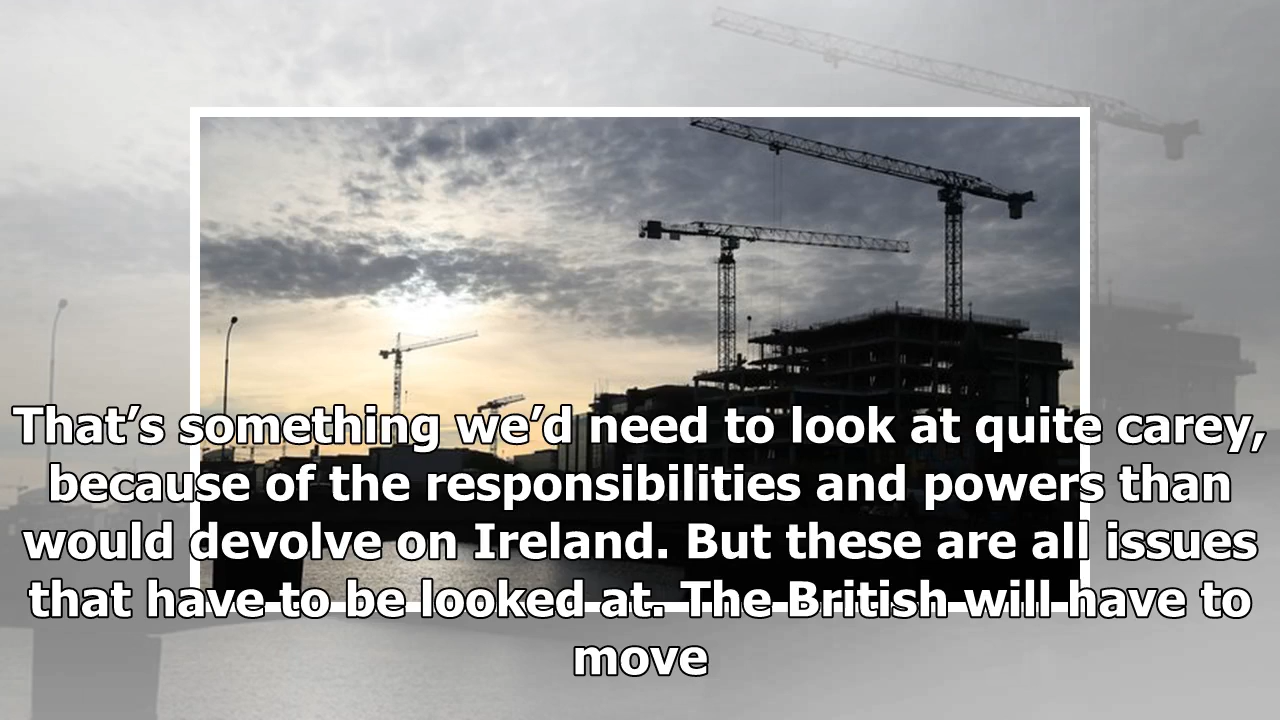 That’s something we’d need to look at quite carey,
because of the responsibilities and powers than
would devolve on Ireland. But these are all issues
that have to be looked at. The British will have to
move